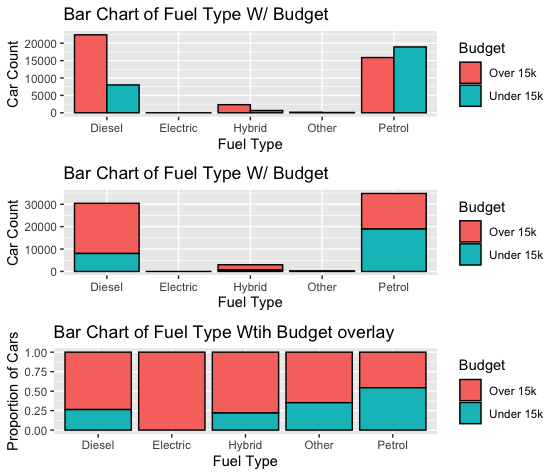 Bar Chart of Fuel Type W/ Budget
Car Count
20000
15000
10000
5000
0
Diesel Electric Hybrid Other Petrol
Fuel Type
Budget
Over 15k
Under 15k
Bar Chart of Fuel Type W/ Budget
Car Count
30000
20000
10000
0
Diesel Electric Hybrid Other Petrol
Fuel Type
Budget
Over 15k
Under 15k
Bar Chart of Fuel Type Wtih Budget overlay
Proportion of Cars
1.00
0.75
0.50
0.25
0.00
Diesel Electric Hybrid Other Petrol
Fuel Type
Budget
Over 15k
Under 15k